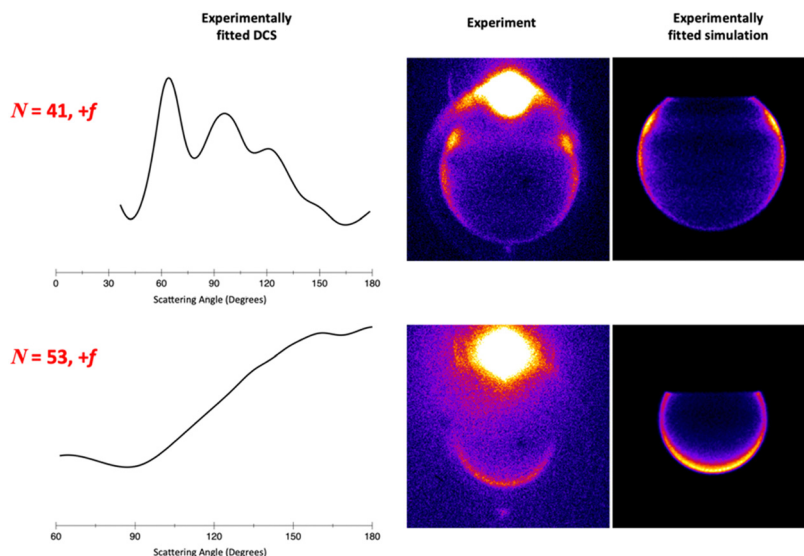 Experimentally
fitted DCS
Experiment
Experimentally
fitted simulation
N = 41, +f
0 30 60 90 120 150 180
Scattering Angle (Degrees)
N = 53, +f
60 90 120 150 180
Scattering Angle (Degrees)